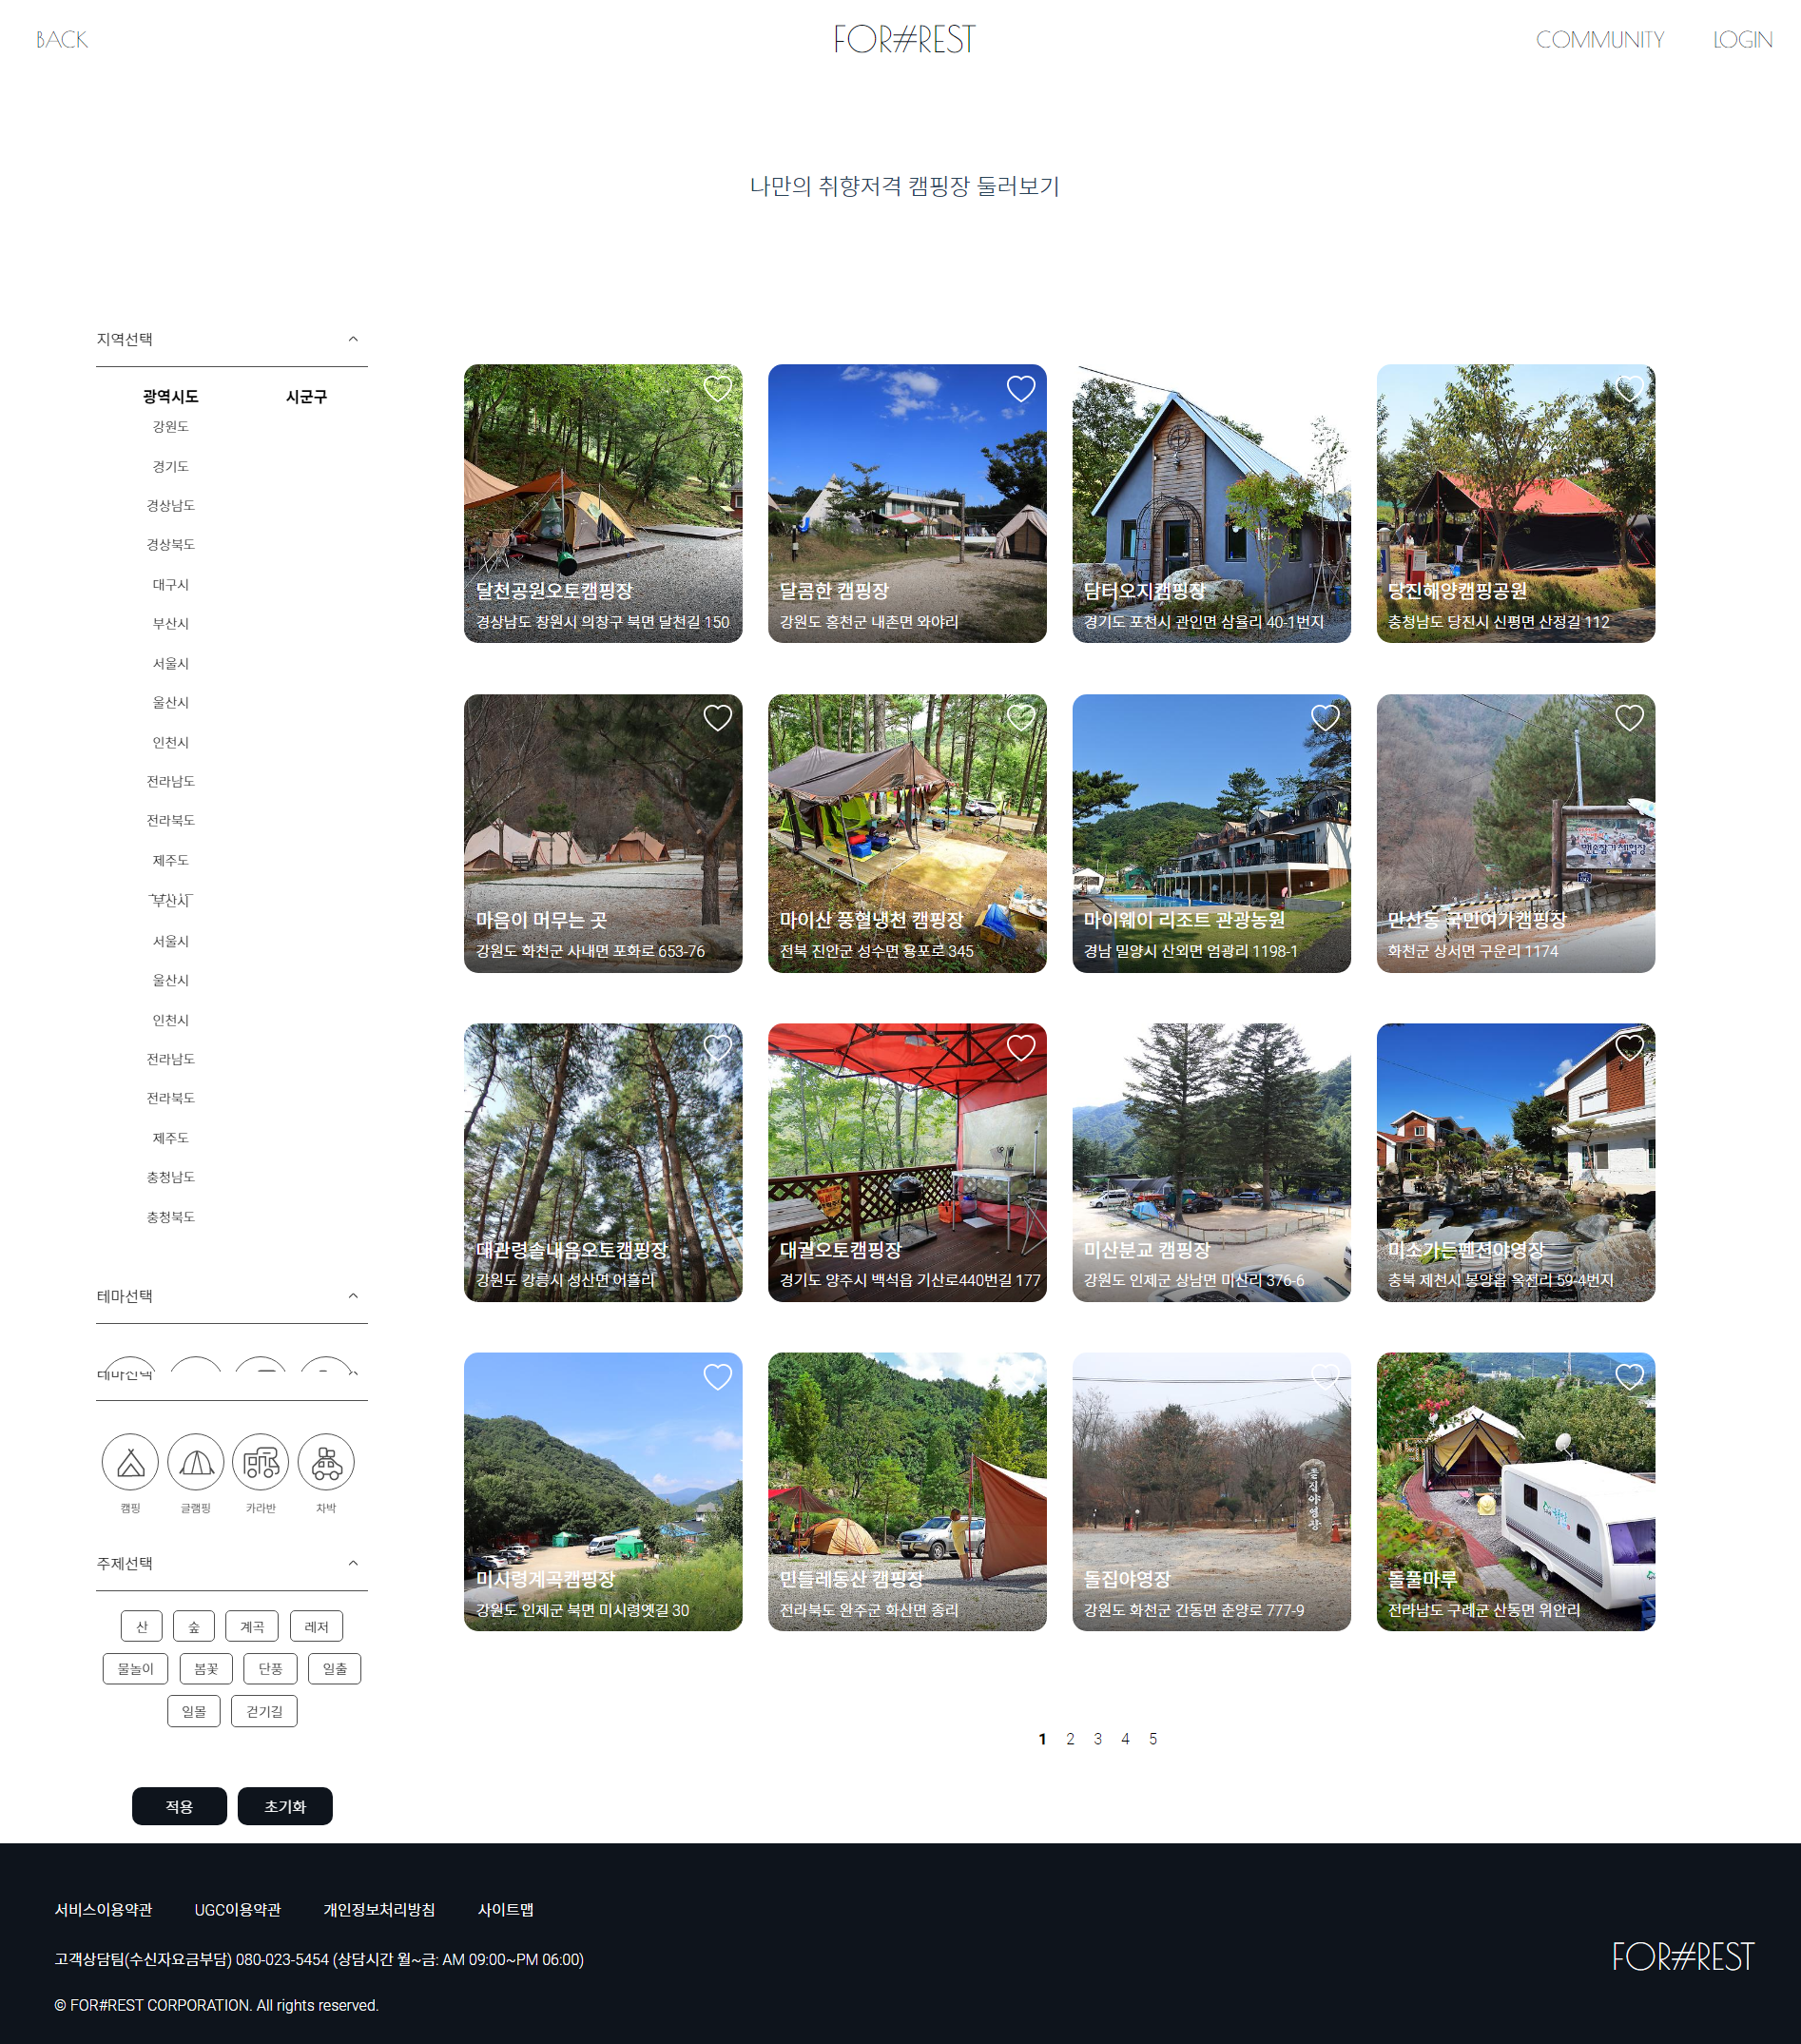 BACK
FOR#REST
COMMUNITY
LOGIN
나만의 취향저격 캠핑장 둘러보기
지역선택
광역시도 시군구
강원도
경기도
경상남도
경상북도
대구시
부산시
서울시
울산시
인천시
전라남도
전라북도
제주도
부산시
서울시
울산시
인천시
전라남도
전라북도
제주도
충청남도
충청북도
테마선택
테마선택
캠핑 글램핑 카라반 차박
주제선택
산 숲 계곡 레저
물놀이 봄꽃 단풍 일출
일몰 걷기길
적용 초기화
달천공원오토캠핑장
경상남도 창원시 의창구 북면 달천길 150
달콤한 캠핑장
강원도 홍천군 내촌면 와야리
담터오지캠핑장
경기도 포천시 관인면 삼율리 40-1번지
당진해양캠핑공원
충청남도 당진시 신평면 산정길 112
마음이 머무는 곳
강원도 화천군 사내면 포화로 653-76
마이산 풍혈냉천 캠핑장
전북 진안군 성수면 용포로 345
마이웨이 리조트 관광농원
경남 밀양시 산외면 엄광리 1198-1
맨손잡기 체험장
만산동 국민여가캠핑장
화천군 상서면 구운리 1174
대관령솔내음오토캠핑장
강원도 강릉시 성산면 어흘리
대궐오토캠핑장
경기도 양주시 백석읍 기산로440번길 177
미산분교 캠핑장
강원도 인제군 상남면 미산리 376-6
미소가든펜션야영장
충북 제천시 봉양읍 옥전리 59-4번지
미시령계곡캠핑장
강원도 인제군 북면 미시령옛길 30
민들레동산 캠핑장
전라북도 완주군 화산면 종리
돌집야영장
돌집야영장
강원도 화천군 간동면 춘양로 777-9
돌풀마루
전라남도 구례군 산동면 위안리
1 2 3 4 5
서비스이용약관 UGC이용약관 개인정보처리방침 사이트맵
고객상담팀(수신자요금부담) 080-023-5454 (상담시간 월~금: AM 09:00~PM 06:00)
© FOR#REST CORPORATION. All rights reserved.
FOR#REST